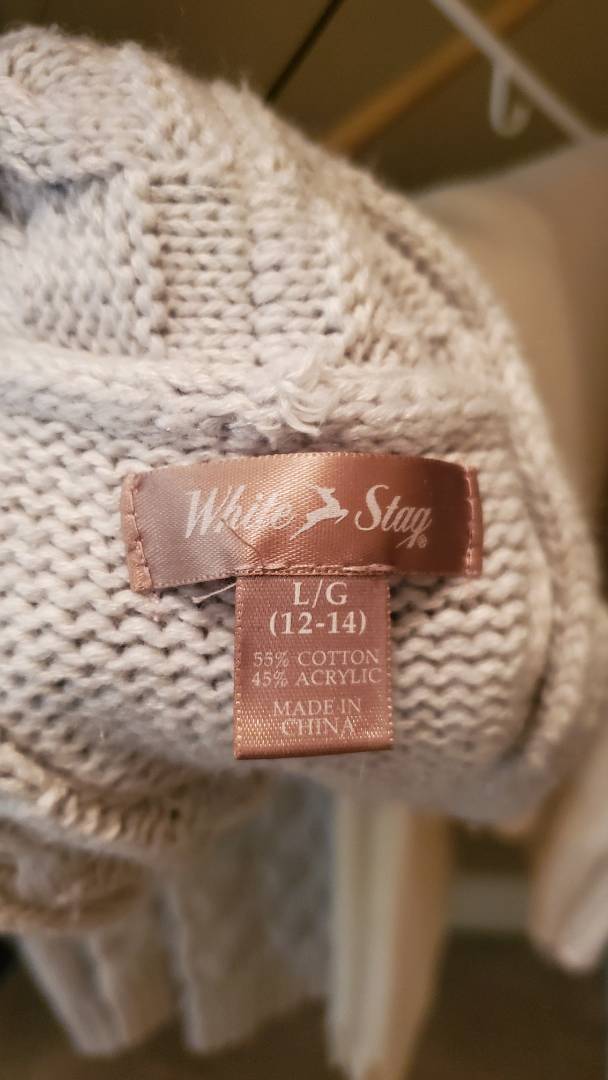 White Stag®
L/G
(12-14)
55% COTTON
45% ACRYLIC
MADE IN
CHINA